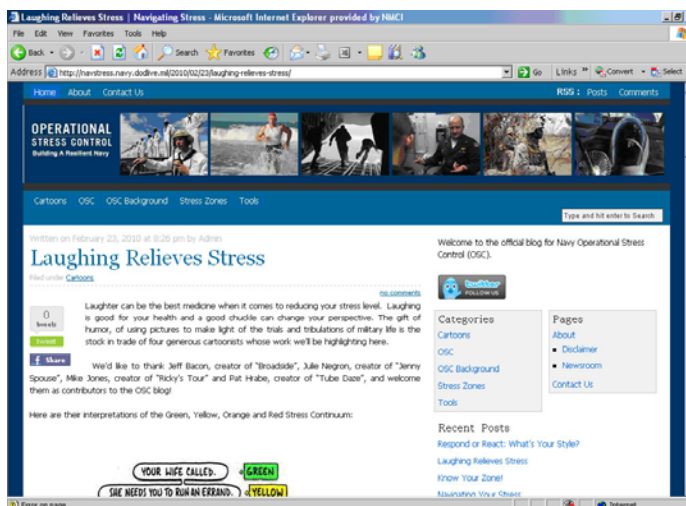 Laughing Relieves Stress | Navigating Stress - Microsoft Internet Explorer provided by NMCI
File Edit View Favorites Tools Help
Back Search Favorites
Address http://navstress.navy.dodlive.mil/2010/02/23/laughing-relieves-stress/ Go Links » Convert Select
Home About Contact Us RSS : Posts Comments
OPERATIONAL
STRESS CONTROL
Building A Resilient Navy
Cartoons OSC OSC Background Stress Zones Tools
Type and hit enter to Search
Written on February 23, 2010 at 8:26 pm by Admin
Laughing Relieves Stress
Filed under Cartoons
no comments
0
tweets
tweet
Share
Laughter can be the best medicine when it comes to reducing your stress level. Laughing
is good for your health and a good chuckle can change your perspective. The gift of
humor, of using pictures to make light of the trials and tribulations of military life is the
stock in trade of four generous cartoonists whose work we'll be highlighting here.
We'd like to thank Jeff Bacon, creator of "Broadside", Julie Negron, creator of "Jenny
Spouse", Mike Jones, creator of "Ricky's Tour" and Pat Hrabe, creator of "Tube Daze", and welcome
them as contributors to the OSC blog!
Here are their interpretations of the Green, Yellow, Orange and Red Stress Continuum:
YOUR WIFE CALLED. GREEN
SHE NEEDS YOU TO RUN AN ERRAND. YELLOW
Welcome to the official blog for Navy Operational Stress
Control (OSC).
twitter
FOLLOW US
Categories
Cartoons
OSC
OSC Background
Stress Zones
Tools
Pages
About
Disclaimer
Newsroom
Contact Us
Recent Posts
Respond or React: What's Your Style?
Laughing Relieves Stress
Know Your Zone!
Navigating Your Stress
Error on page. Internet